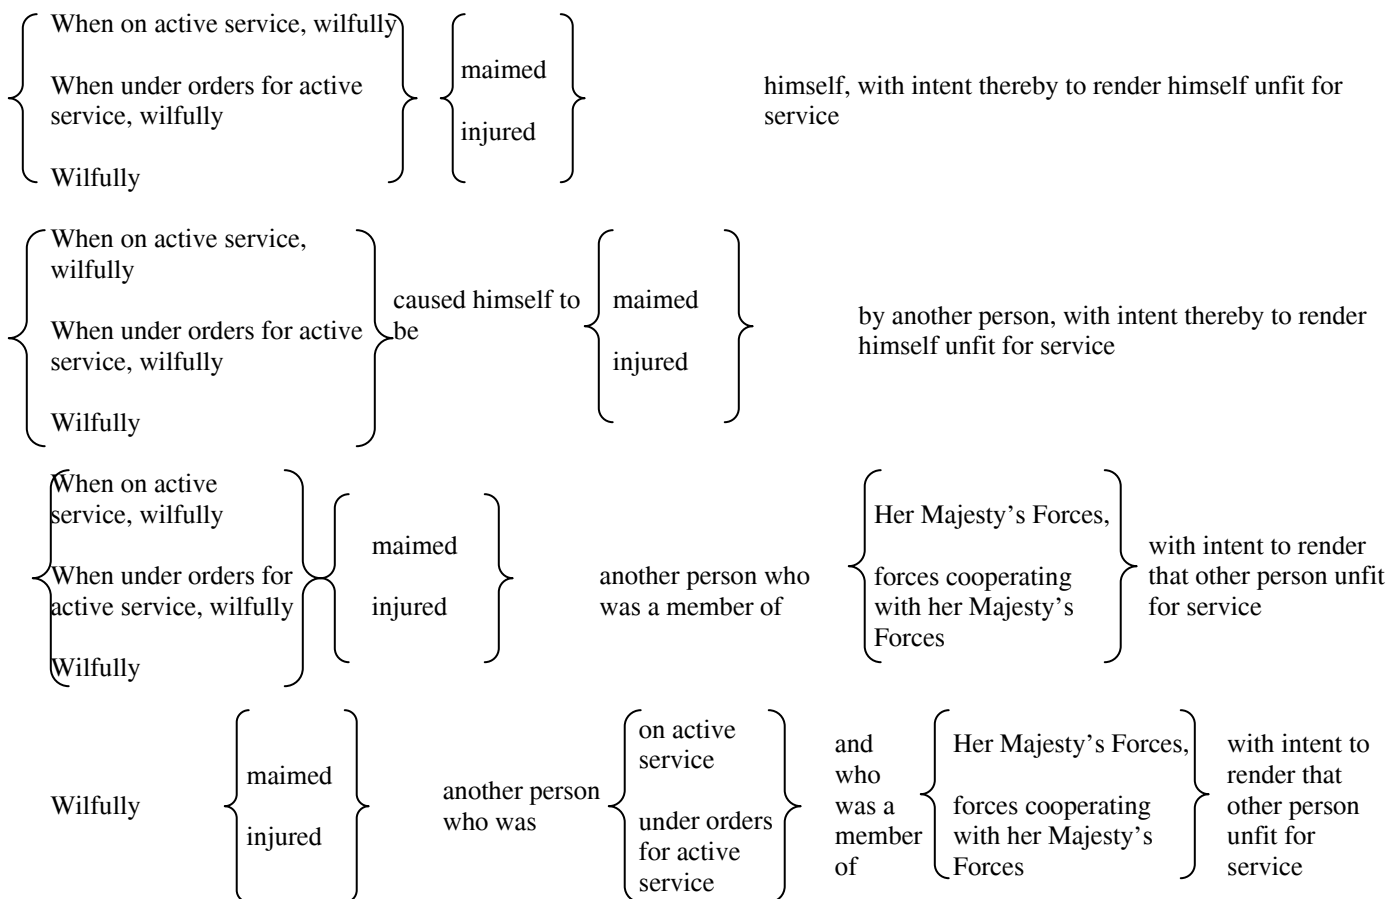 When on active service, wilfully
When under orders for active
service, wilfully
Wilfully
maimed
injured
himself, with intent thereby to render himself unfit for
service
When on active service,
wilfully
When under orders for active
service, wilfully
Wilfully
caused himself to
be
maimed
injured
by another person, with intent thereby to render
himself unfit for service
When on active
service, wilfully
When under orders for
active service, wilfully
Wilfully
maimed
injured
another person who
was a member of
Her Majesty’s Forces,
forces cooperating
with her Majesty’s
Forces
with intent to render
that other person unfit
for service
Wilfully
maimed
injured
another person
who was
on active
service
under orders
for active
service
and
who
was a
member
of
Her Majesty’s Forces,
forces cooperating
with her Majesty’s
Forces
with intent to
render that
other person
unfit for
service